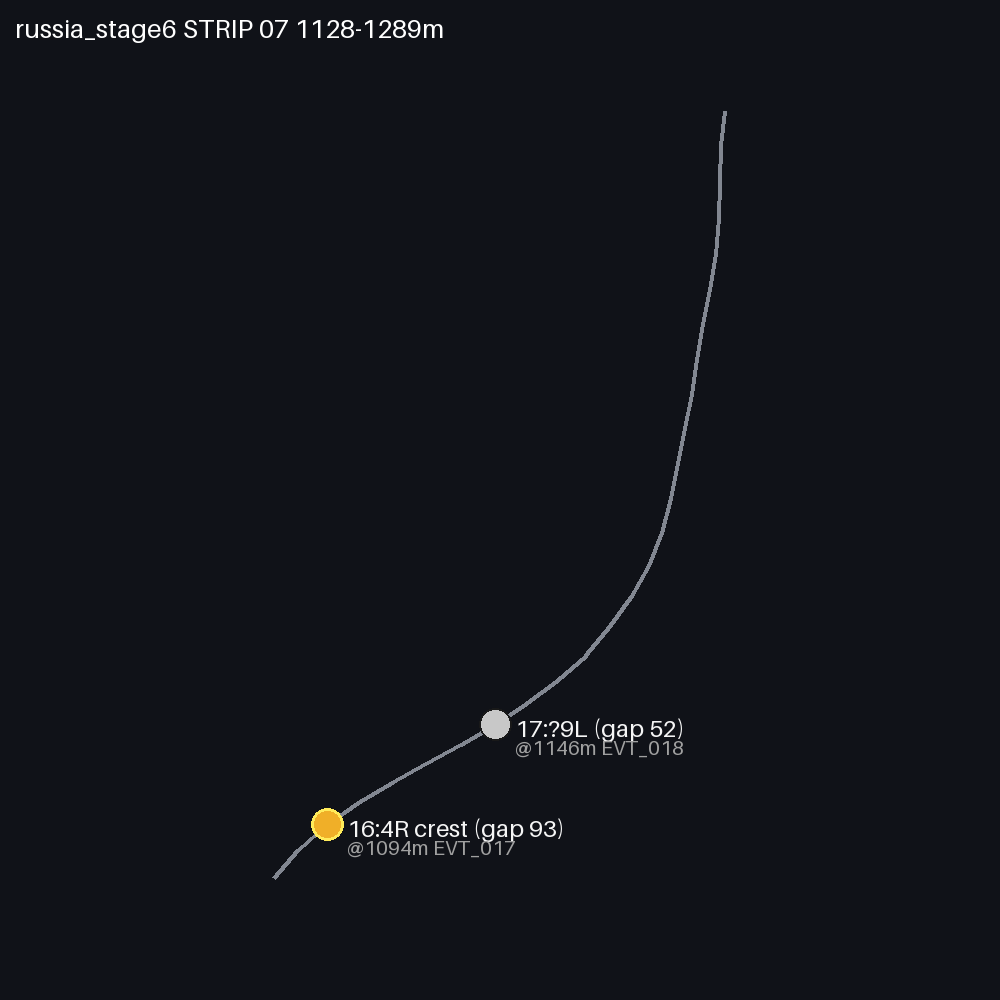 russia_stage6 STRIP 07 1128-1289m
17:?9L (gap 52)
@1146m EVT_018
16:4R crest (gap 93)
@1094m EVT_017